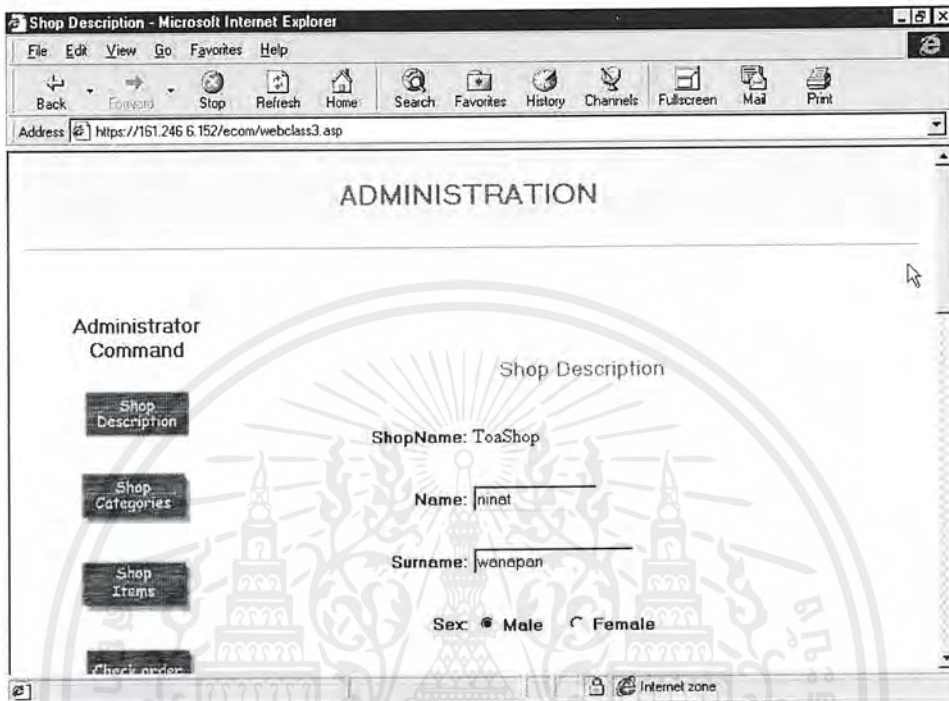 Shop Description - Microsoft Internet Explorer
File Edit View Go Favorites Help
Back Forward Stop Refresh Home Search Favorites History Channels Fullscreen Mail Print
Address https://161.246.6.152/ecom/webclass3.asp
ADMINISTRATION
Administrator
Command
Shop Description
Shop
Description
ShopName: ToaShop
Shop
Categories
Name: ninat
Surname: wanapan
Shop
Items
Sex: Male Female
Check order
Internet zone